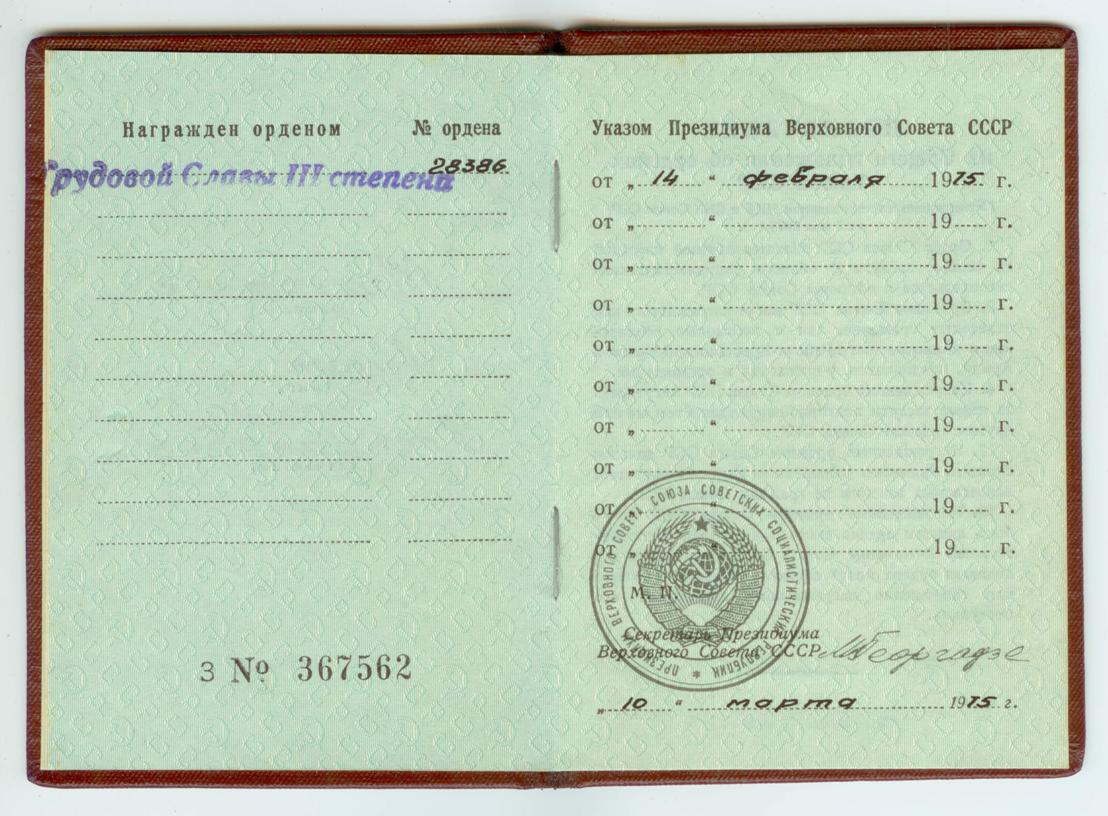 Награжден орденом
№ ордена
Трудовой Славы III степени
28386
З № 367562
Указом Президиума Верховного Совета СССР
от „ 14 “ февраля 1975 г.
от „ “ 19 г.
от „ “ 19 г.
от „ “ 19 г.
от „ “ 19 г.
от „ “ 19 г.
от „ “ 19 г.
от „ “ 19 г.
от „ “ 19 г.
от „ “ 19 г.
ПРЕЗИДИУМ ВЕРХОВНОГО СОВЕТА СОЮЗА СОВЕТСКИХ СОЦИАЛИСТИЧЕСКИХ РЕСПУБЛИК
М. П.
Секретарь Президиума
Верховного Совета СССР МГеоргадзе
„ 10 “ марта 1975 г.